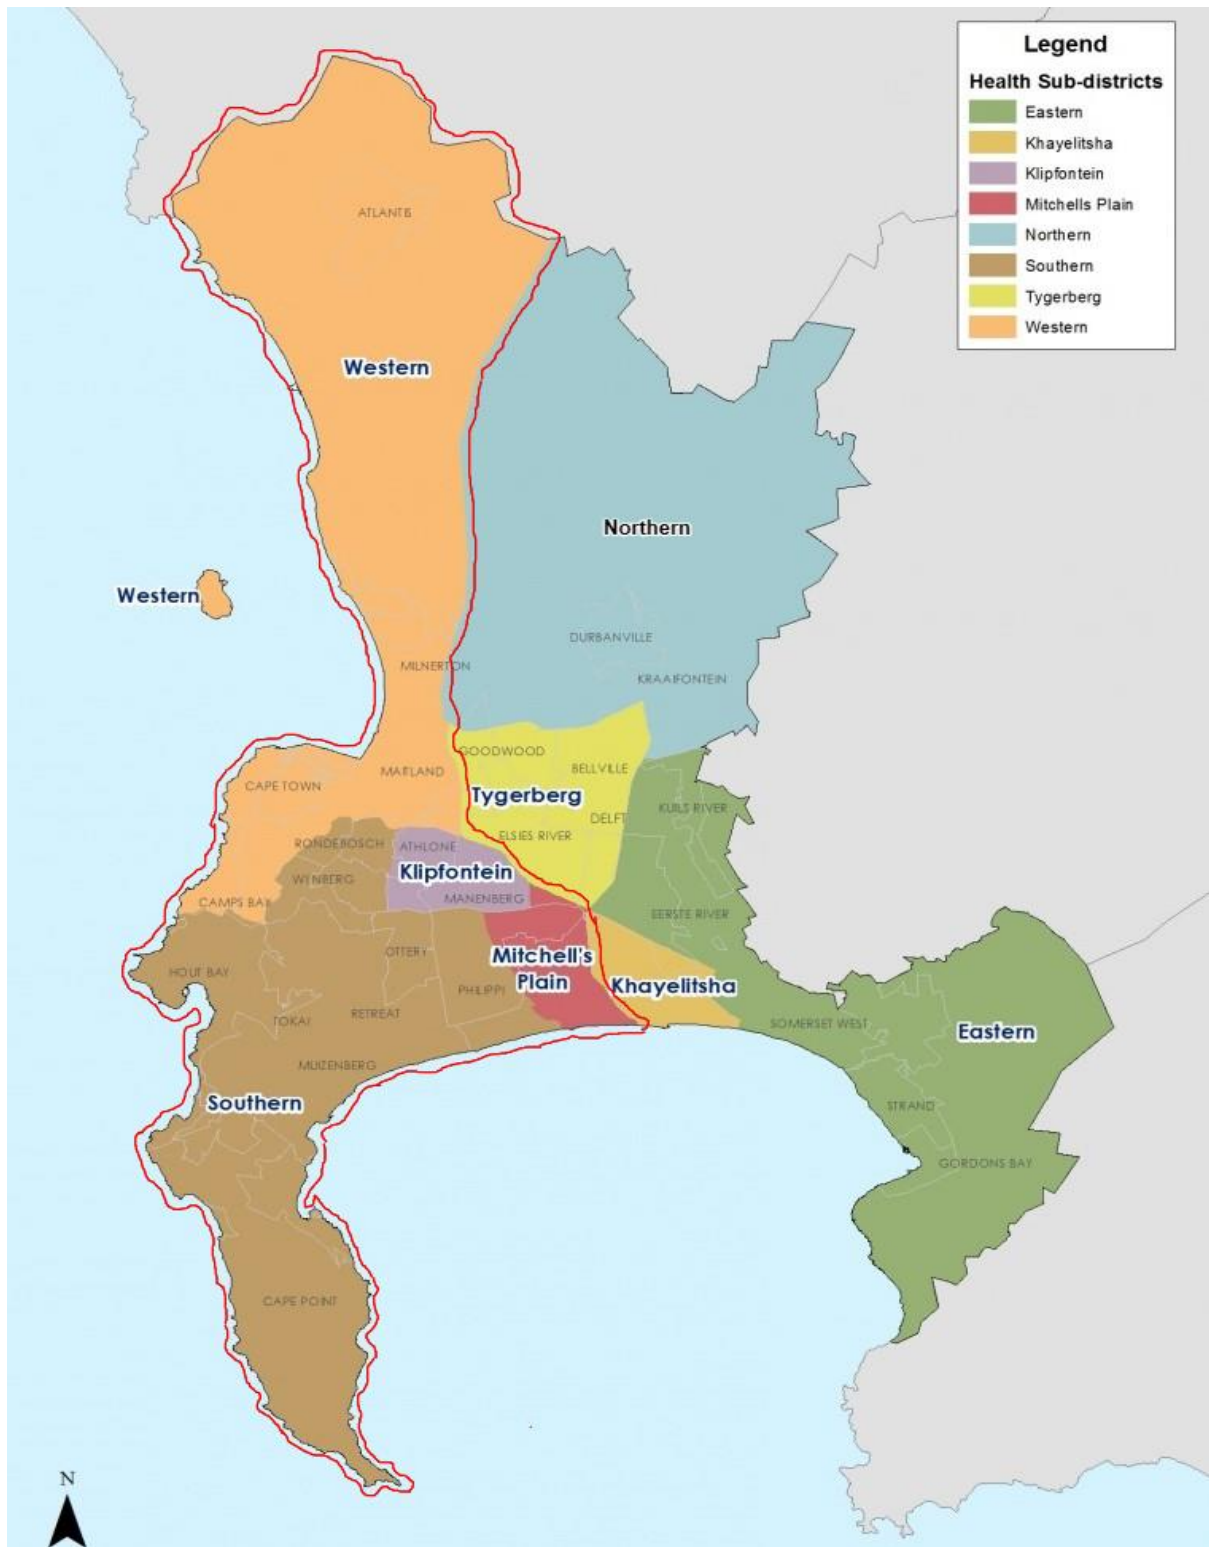 Legend
Health Sub-districts
Eastern
Khayelitsha
Klipfontein
Mitchells Plain
Northern
Southern
Tygerberg
Western
ATLANTIS
Western
Northern
Western
DURBANVILLE
MILNERTON
KRAAIFONTEIN
GOODWOOD
BELLVILLE
MAITLAND
CAPE TOWN
Tygerberg
KUILS RIVER
DELFT
ELSIES RIVER
RONDEBOSCH
ATHLONE
Klipfontein
WYNBERG
MANENBERG
CAMPS BAY
EERSTE RIVER
OTTERY
Mitchell's
Plain
HOUT BAY
Khayelitsha
PHILIPPI
TOKAI
RETREAT
SOMERSET WEST
Eastern
MUIZENBERG
Southern
STRAND
GORDONS BAY
CAPE POINT
N